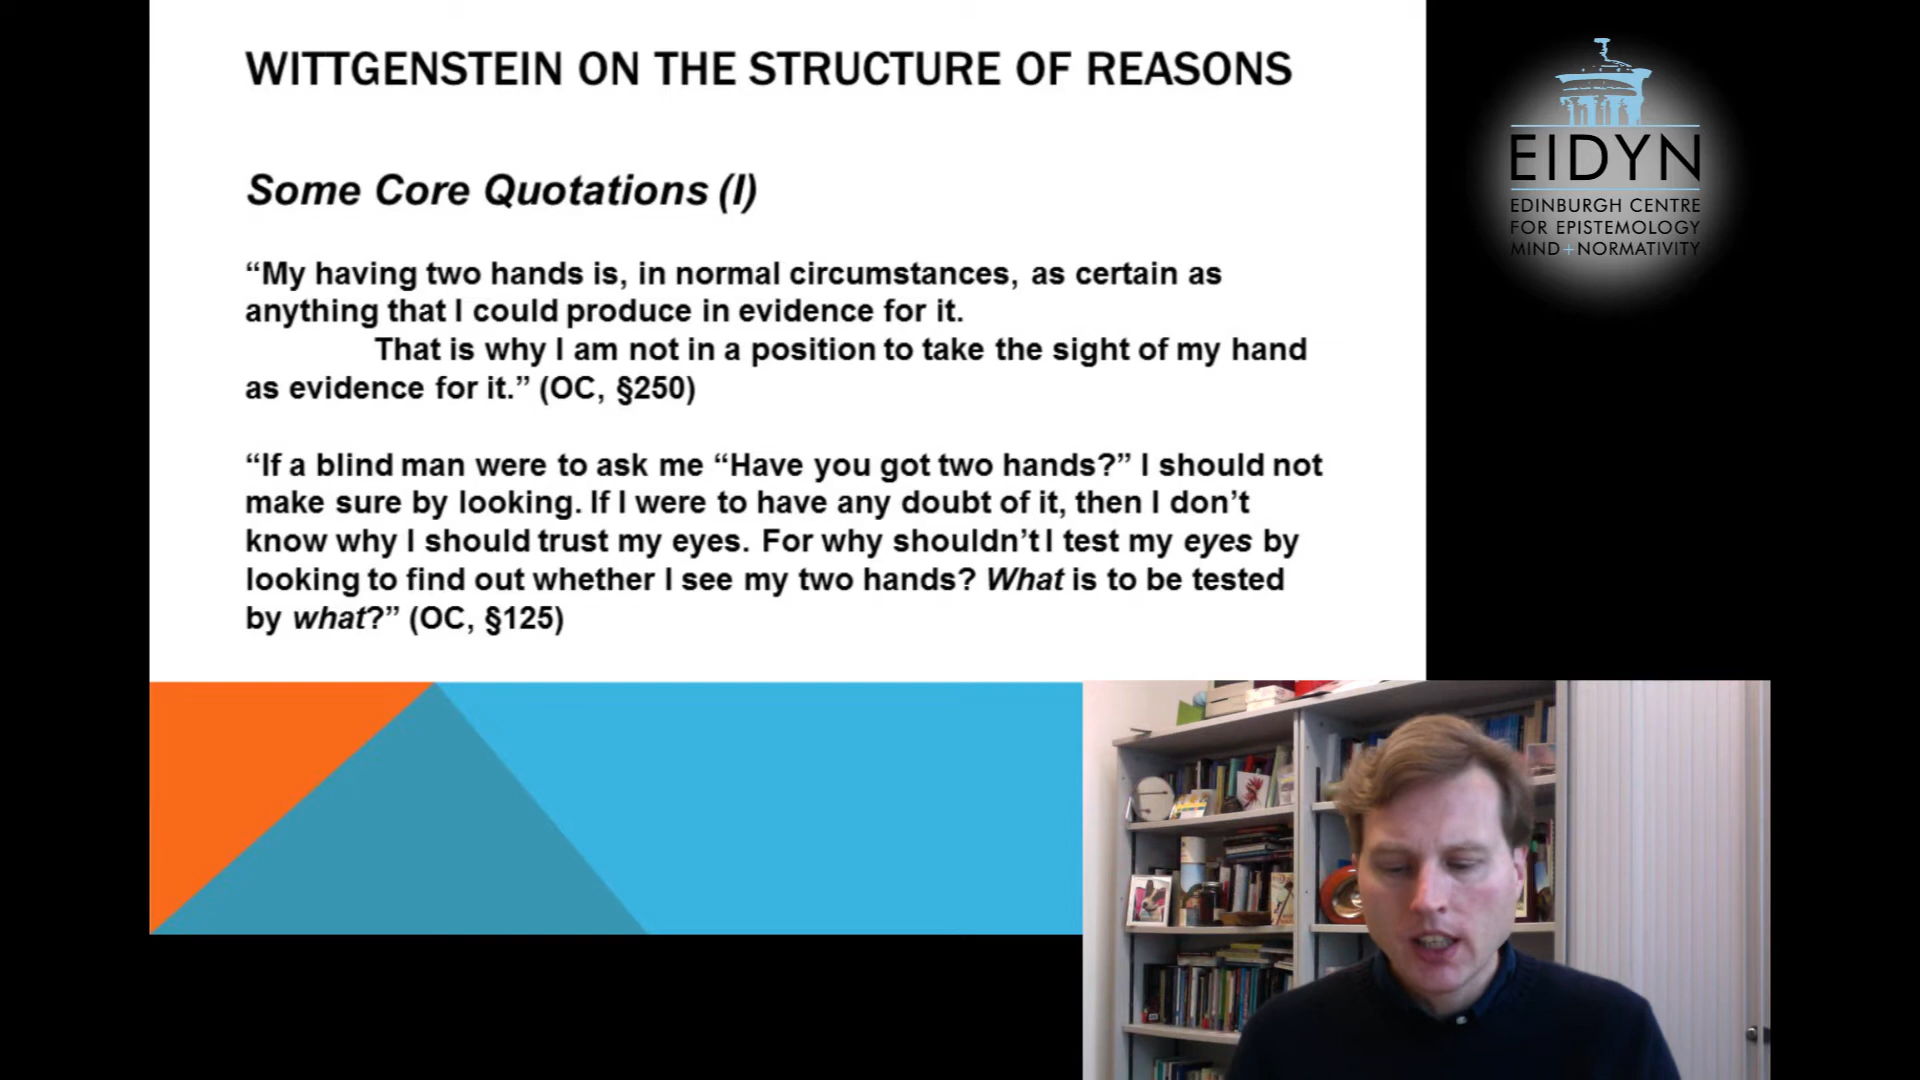 WITTGENSTEIN ON THE STRUCTURE OF REASONS
Some Core Quotations (I)
“My having two hands is, in normal circumstances, as certain as
anything that I could produce in evidence for it.
That is why I am not in a position to take the sight of my hand
as evidence for it.” (OC, §250)
“If a blind man were to ask me “Have you got two hands?” I should not
make sure by looking. If I were to have any doubt of it, then I don’t
know why I should trust my eyes. For why shouldn’t I test my eyes by
looking to find out whether I see my two hands? What is to be tested
by what?” (OC, §125)
EIDYN
EDINBURGH CENTRE
FOR EPISTEMOLOGY
MIND+NORMATIVITY